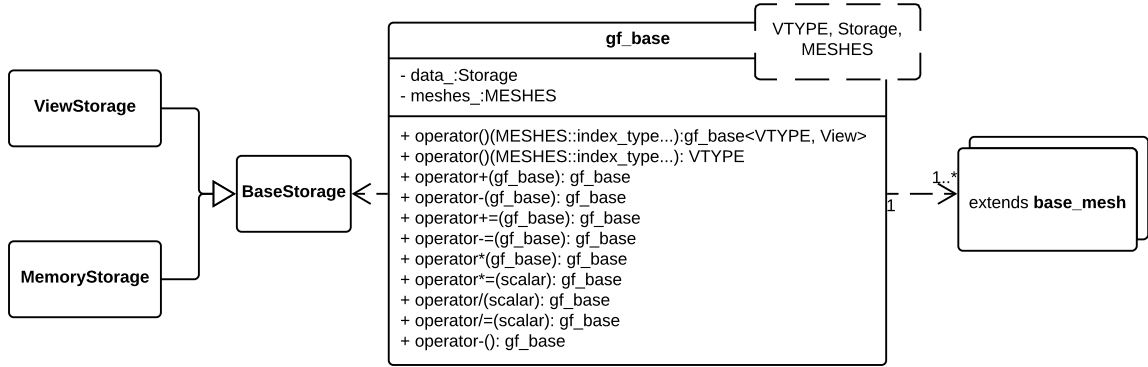 VTYPE, Storage,
MESHES
gf_base
- data_:Storage
- meshes_:MESHES
ViewStorage
+ operator()(MESHES::index_type...):gf_base<VTYPE, View>
+ operator()(MESHES::index_type...): VTYPE
+ operator+(gf_base): gf_base
+ operator-(gf_base): gf_base
+ operator+=(gf_base): gf_base
+ operator-=(gf_base): gf_base
+ operator*(gf_base): gf_base
+ operator*=(scalar): gf_base
+ operator/(scalar): gf_base
+ operator/=(scalar): gf_base
+ operator-(): gf_base
BaseStorage
MemoryStorage
1..*
1
extends base_mesh